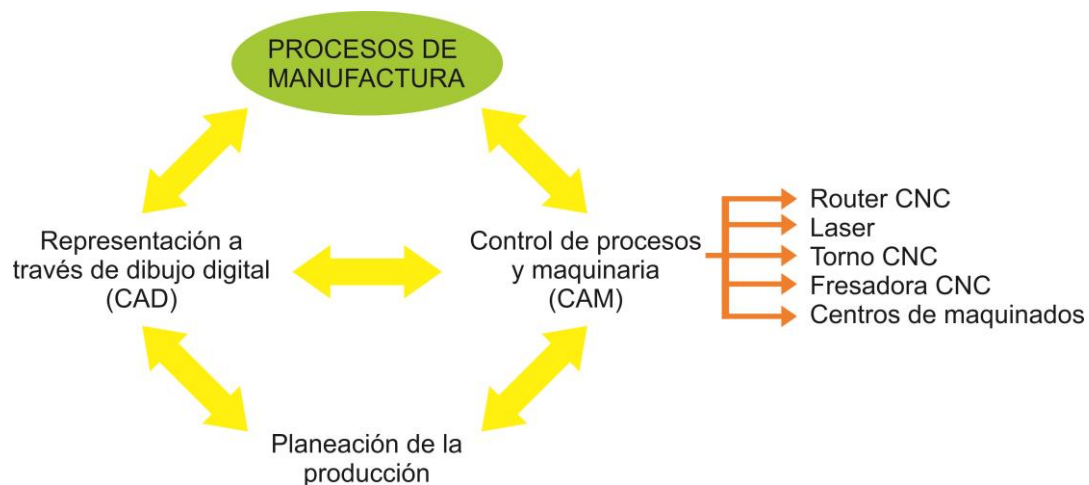 PROCESOS DE
MANUFACTURA
Representación a
través de dibujo digital
(CAD)
Control de procesos
y maquinaria
(CAM)
Router CNC
Laser
Torno CNC
Fresadora CNC
Centros de maquinados
Planeación de la
producción